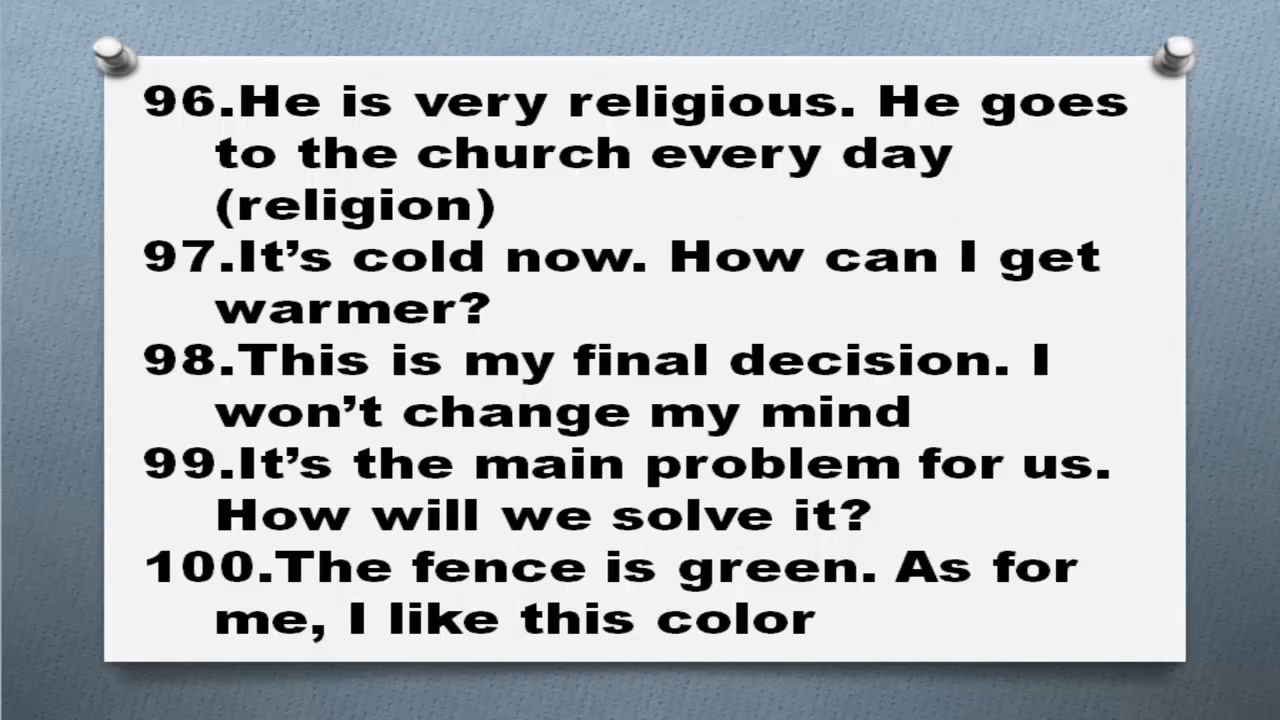 96.He is very religious. He goes
to the church every day
(religion)
97.It’s cold now. How can I get
warmer?
98.This is my final decision. I
won’t change my mind
99.It’s the main problem for us.
How will we solve it?
100.The fence is green. As for
me, I like this color